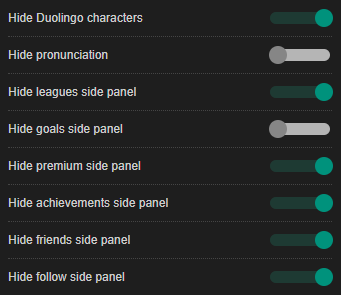 Hide Duolingo characters
Hide pronunciation
Hide leagues side panel
Hide goals side panel
Hide premium side panel
Hide achievements side panel
Hide friends side panel
Hide follow side panel